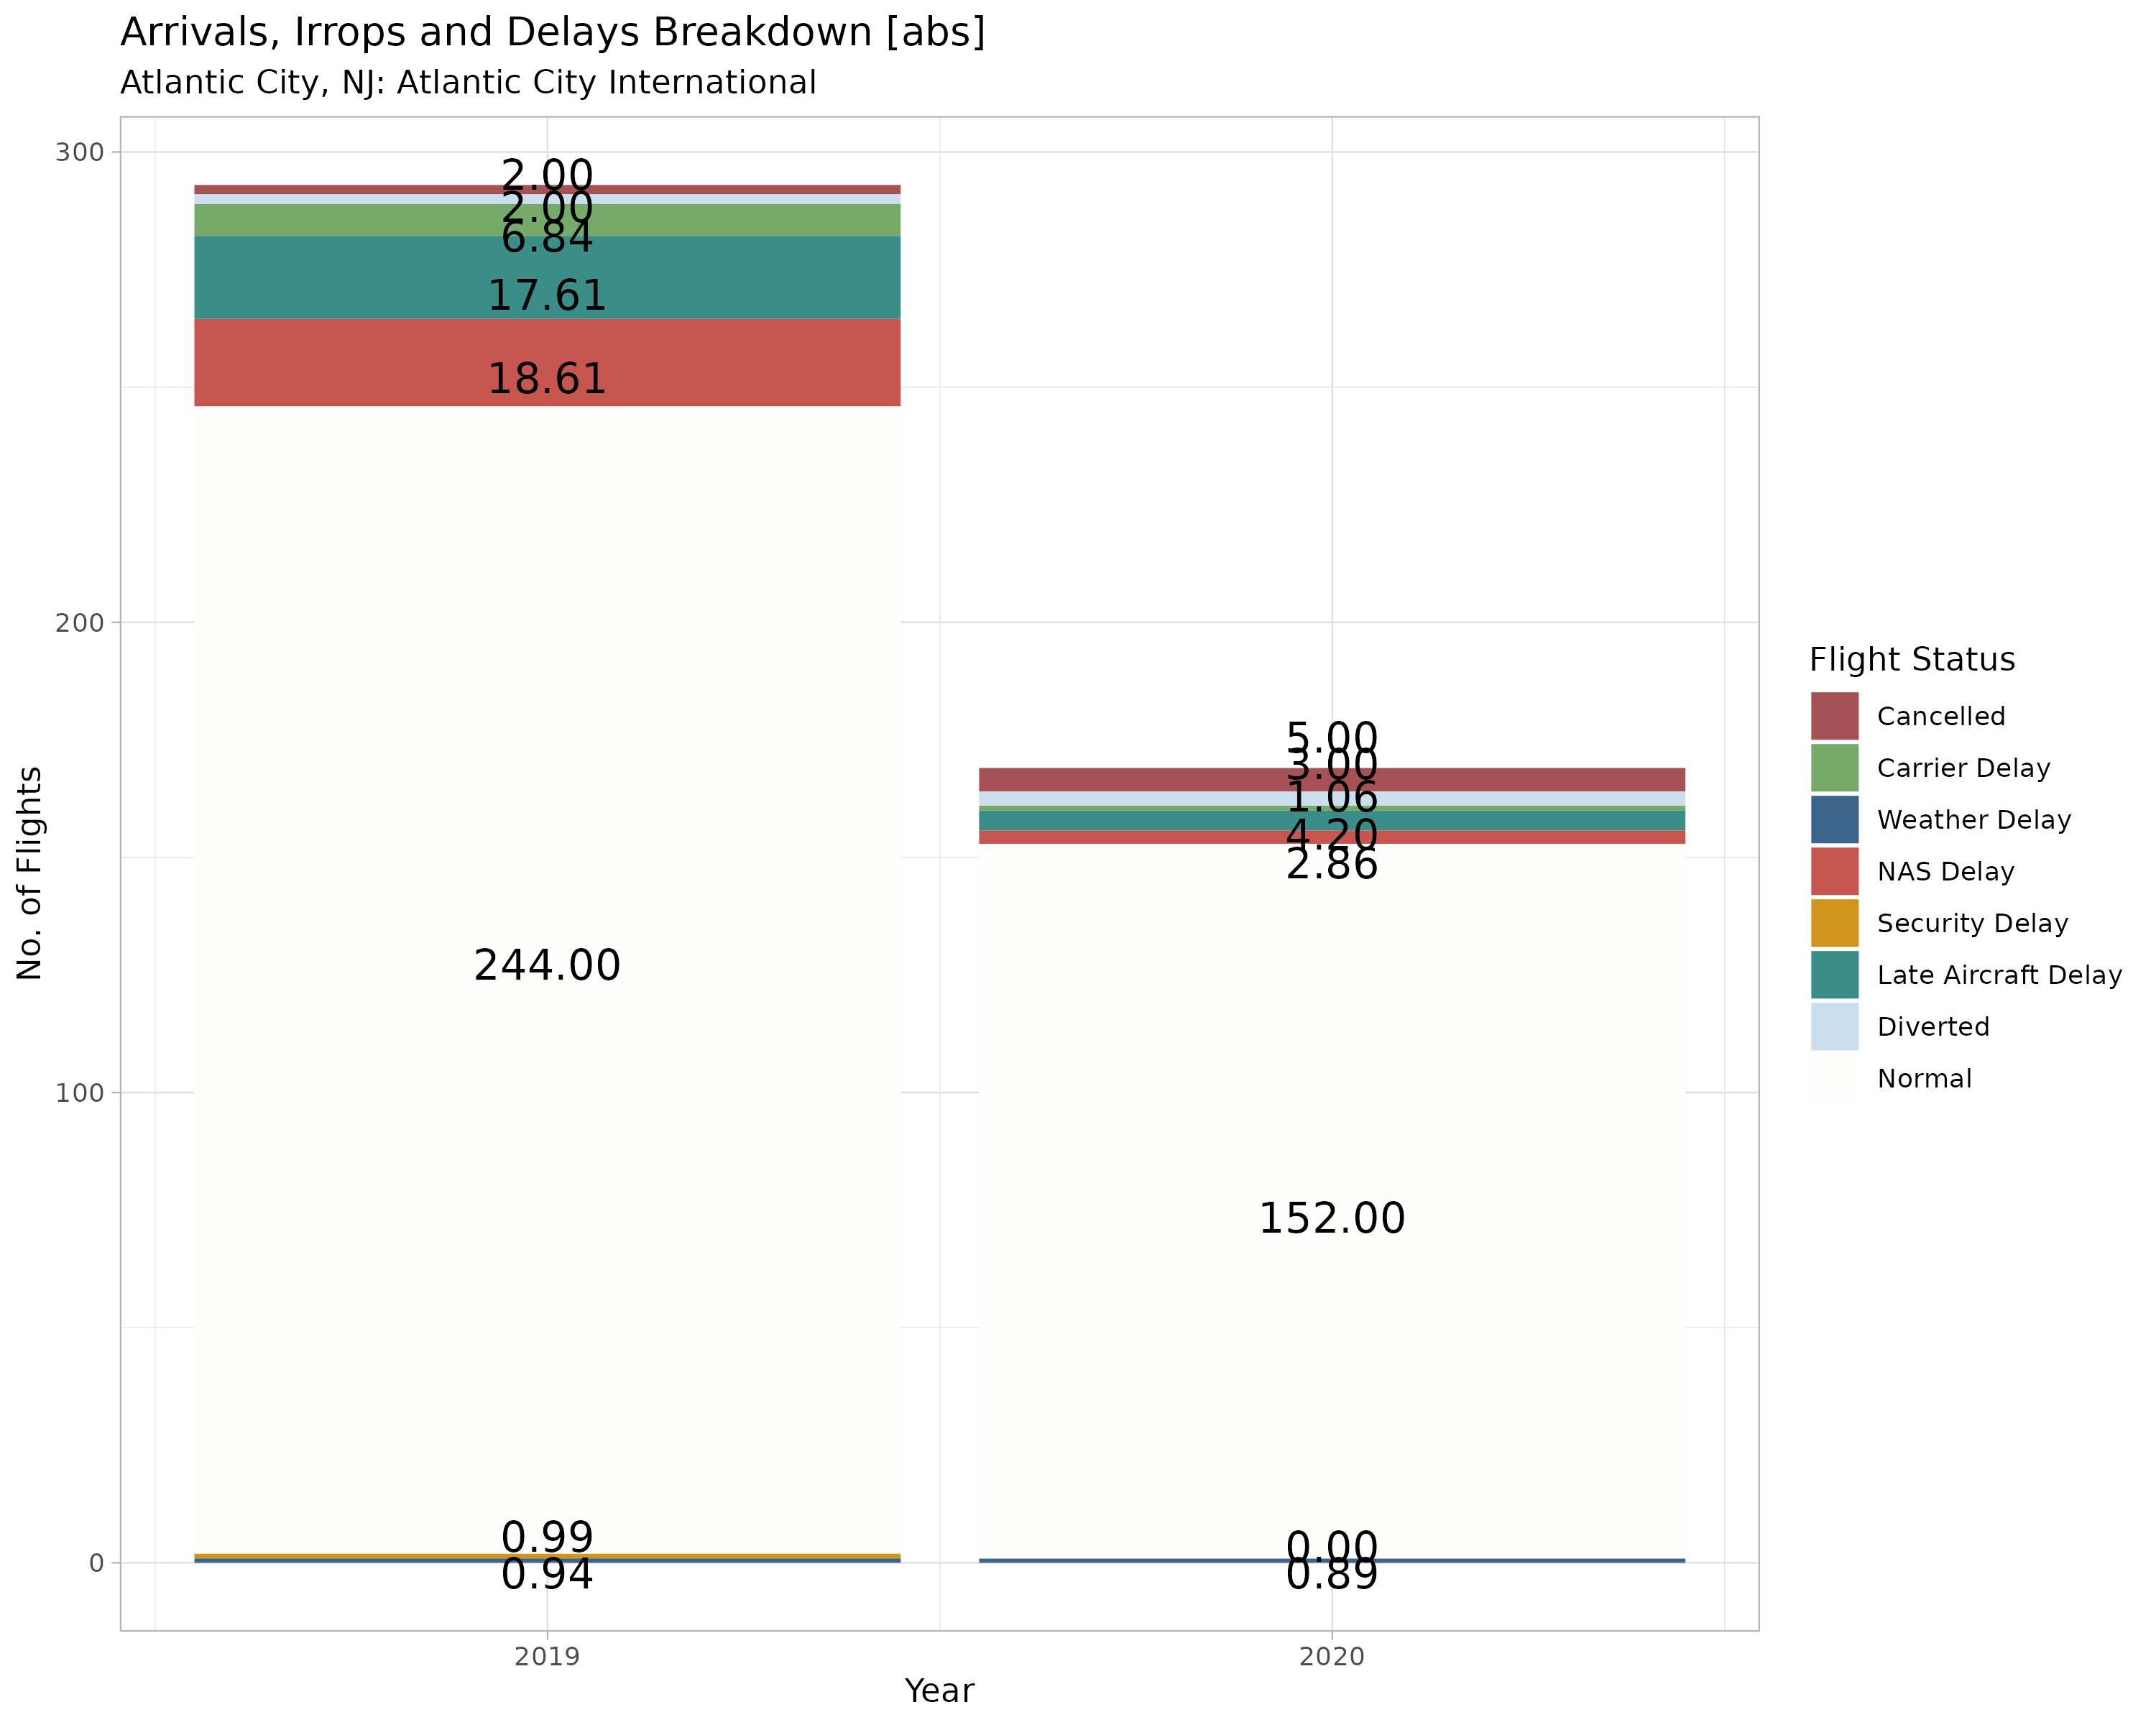 Arrivals, Irrops and Delays Breakdown [abs]
Atlantic City, NJ: Atlantic City International
No. of Flights
300
200
100
0
2.00
2.00
6.84
17.61
18.61
244.00
0.99
0.94
5.00
3.00
1.06
4.20
2.86
152.00
0.00
0.89
2019
2020
Year
Flight Status
Cancelled
Carrier Delay
Weather Delay
NAS Delay
Security Delay
Late Aircraft Delay
Diverted
Normal